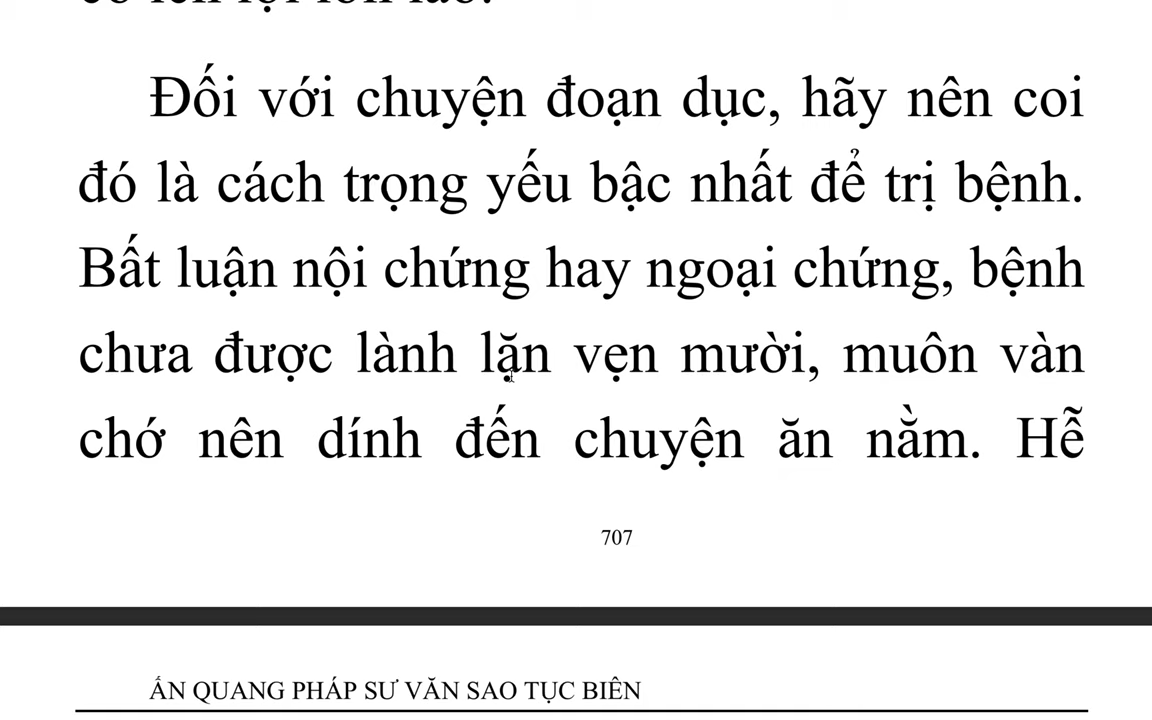 Đối với chuyện đoạn dục, hãy nên coi
đó là cách trọng yếu bậc nhất để trị bệnh.
Bất luận nội chứng hay ngoại chứng, bệnh
chưa được lành lặn vẹn mười, muôn vàn
chớ nên dính đến chuyện ăn nằm. Hễ
707
ẤN QUANG PHÁP SƯ VĂN SAO TỤC BIÊN